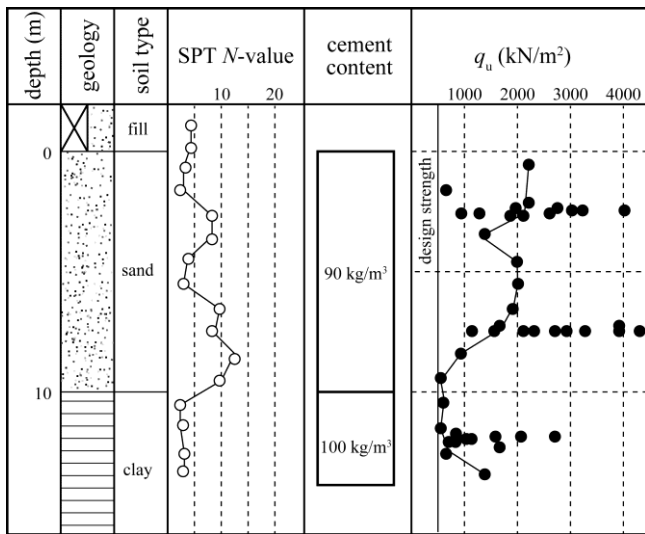 depth (m)
geology
soil type
SPT N-value
cement
content
qu (kN/m²)
10 20
1000 2000 3000 4000
fill
0
design strength
sand
90 kg/m³
10
100 kg/m³
clay